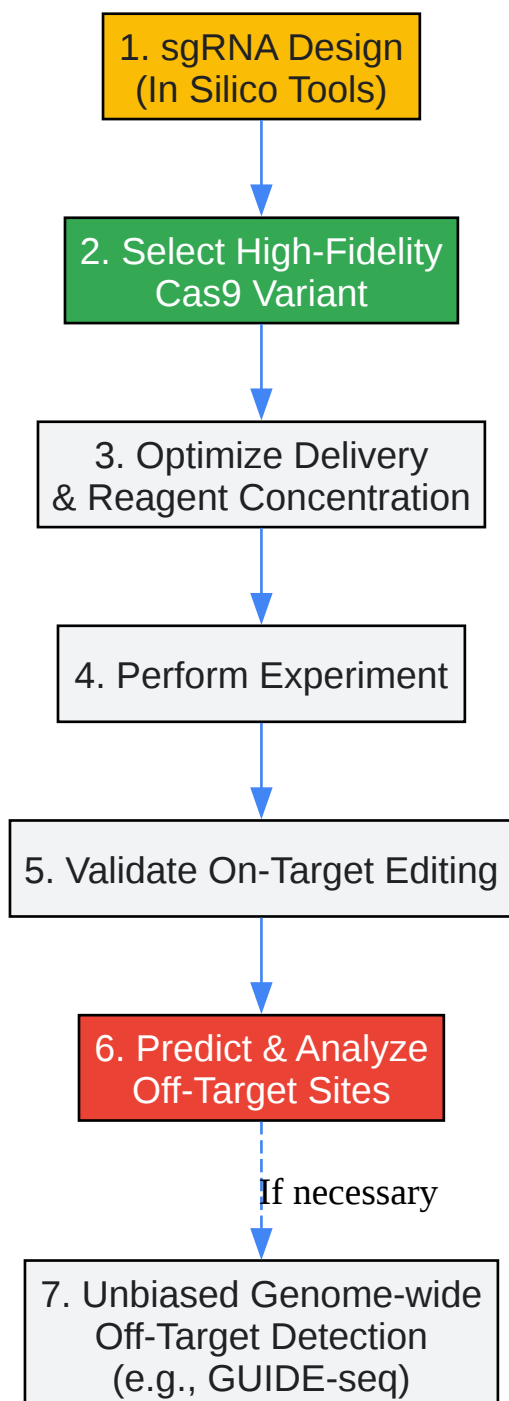 1. sgRNA Design
(In Silico Tools)
2. Select High-Fidelity
Cas9 Variant
3. Optimize Delivery
& Reagent Concentration
4. Perform Experiment
5. Validate On-Target Editing
6. Predict & Analyze
Off-Target Sites
If necessary
7. Unbiased Genome-wide
Off-Target Detection
(e.g., GUIDE-seq)